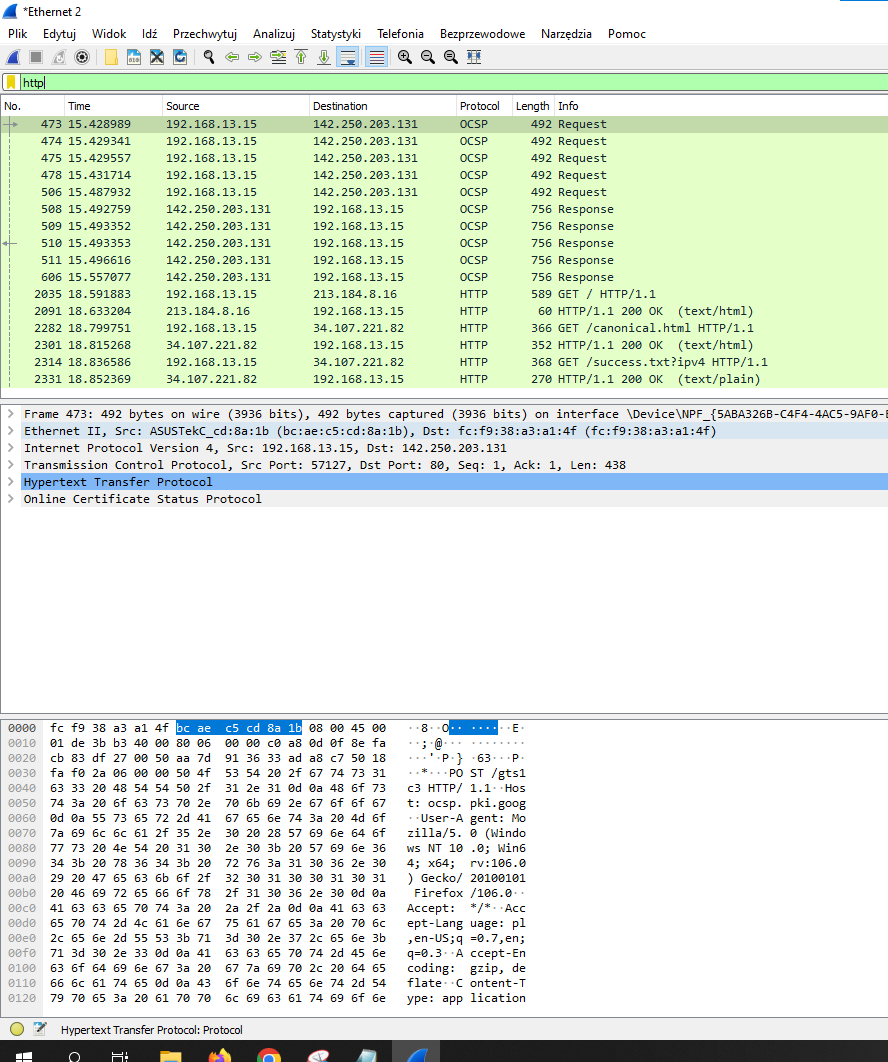 *Ethernet 2
Plik Edytuj Widok Idź Przechwytuj Analizuj Statystyki Telefonia Bezprzewodowe Narzędzia Pomoc
http
No. Time Source Destination Protocol Length Info
473 15.428989 192.168.13.15 142.250.203.131 OCSP 492 Request
474 15.429341 192.168.13.15 142.250.203.131 OCSP 492 Request
475 15.429557 192.168.13.15 142.250.203.131 OCSP 492 Request
478 15.431714 192.168.13.15 142.250.203.131 OCSP 492 Request
506 15.487932 192.168.13.15 142.250.203.131 OCSP 492 Request
508 15.492759 142.250.203.131 192.168.13.15 OCSP 756 Response
509 15.493352 142.250.203.131 192.168.13.15 OCSP 756 Response
510 15.493353 142.250.203.131 192.168.13.15 OCSP 756 Response
511 15.496616 142.250.203.131 192.168.13.15 OCSP 756 Response
606 15.557077 142.250.203.131 192.168.13.15 OCSP 756 Response
2035 18.591883 192.168.13.15 213.184.8.16 HTTP 589 GET / HTTP/1.1
2091 18.633204 213.184.8.16 192.168.13.15 HTTP 60 HTTP/1.1 200 OK (text/html)
2282 18.799751 192.168.13.15 34.107.221.82 HTTP 366 GET /canonical.html HTTP/1.1
2301 18.815268 34.107.221.82 192.168.13.15 HTTP 352 HTTP/1.1 200 OK (text/html)
2314 18.836586 192.168.13.15 34.107.221.82 HTTP 368 GET /success.txt?ipv4 HTTP/1.1
2331 18.852369 34.107.221.82 192.168.13.15 HTTP 270 HTTP/1.1 200 OK (text/plain)
Frame 473: 492 bytes on wire (3936 bits), 492 bytes captured (3936 bits) on interface \Device\NPF_{5ABA326B-C4F4-4AC5-9AF0-
Ethernet II, Src: ASUSTekC_cd:8a:1b (bc:ae:c5:cd:8a:1b), Dst: fc:f9:38:a3:a1:4f (fc:f9:38:a3:a1:4f)
Internet Protocol Version 4, Src: 192.168.13.15, Dst: 142.250.203.131
Transmission Control Protocol, Src Port: 57127, Dst Port: 80, Seq: 1, Ack: 1, Len: 438
Hypertext Transfer Protocol
Online Certificate Status Protocol
0000 fc f9 38 a3 a1 4f bc ae c5 cd 8a 1b 08 00 45 00 ··8··O·· ······E·
0010 01 de 3b b3 40 00 80 06 00 00 c0 a8 0d 0f 8e fa ··;·@··· ········
0020 cb 83 df 27 00 50 aa 7d 91 36 33 ad a8 c7 50 18 ···'·P·} ·63···P·
0030 fa f0 2a 06 00 00 50 4f 53 54 20 2f 67 74 73 31 ··*···PO ST /gts1
0040 63 33 20 48 54 54 50 2f 31 2e 31 0d 0a 48 6f 73 c3 HTTP/ 1.1··Hos
0050 74 3a 20 6f 63 73 70 2e 70 6b 69 2e 67 6f 6f 67 t: ocsp. pki.goog
0060 0d 0a 55 73 65 72 2d 41 67 65 6e 74 3a 20 4d 6f ··User-A gent: Mo
0070 7a 69 6c 6c 61 2f 35 2e 30 20 28 57 69 6e 64 6f zilla/5. 0 (Windo
0080 77 73 20 4e 54 20 31 30 2e 30 3b 20 57 69 6e 36 ws NT 10 .0; Win6
0090 34 3b 20 78 36 34 3b 20 72 76 3a 31 30 36 2e 30 4; x64; rv:106.0
00a0 29 20 47 65 63 6b 6f 2f 32 30 31 30 30 31 30 31 ) Gecko/ 20100101
00b0 20 46 69 72 65 66 6f 78 2f 31 30 36 2e 30 0d 0a Firefox /106.0··
00c0 41 63 63 65 70 74 3a 20 2a 2f 2a 0d 0a 41 63 63 Accept: */*··Acc
00d0 65 70 74 2d 4c 61 6e 67 75 61 67 65 3a 20 70 6c ept-Lang uage: pl
00e0 2c 65 6e 2d 55 53 3b 71 3d 30 2e 37 2c 65 6e 3b ,en-US;q =0.7,en;
00f0 71 3d 30 2e 33 0d 0a 41 63 63 65 70 74 2d 45 6e q=0.3··A ccept-En
0100 63 6f 64 69 6e 67 3a 20 67 7a 69 70 2c 20 64 65 coding: gzip, de
0110 66 6c 61 74 65 0d 0a 43 6f 6e 74 65 6e 74 2d 54 flate··C ontent-T
0120 79 70 65 3a 20 61 70 70 6c 69 63 61 74 69 6f 6e ype: app lication
Hypertext Transfer Protocol: Protocol